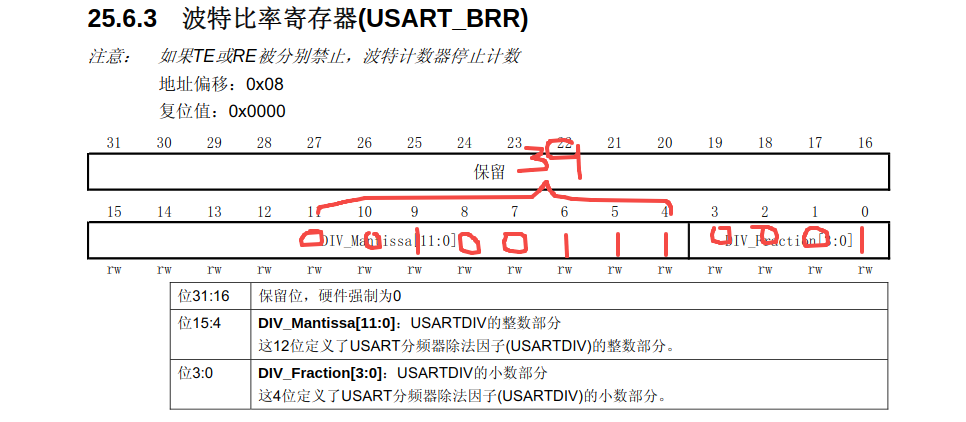 25.6.3 波特比率寄存器(USART_BRR)
注意： 如果TE或RE被分别禁止，波特计数器停止计数
地址偏移：0x08
复位值：0x0000
31 30 29 28 27 26 25 24 23 22 21 20 19 18 17 16
保留 39
15 14 13 12 11 10 9 8 7 6 5 4 3 2 1 0
DIV_Mantissa[11:0] DIV_Fraction[3:0]
0 0 1 0 0 1 1 1 0 0 0 1
rw rw rw rw rw rw rw rw rw rw rw rw rw rw rw rw
位31:16 保留位，硬件强制为0
位15:4 DIV_Mantissa[11:0]：USARTDIV的整数部分
这12位定义了USART分频器除法因子(USARTDIV)的整数部分。
位3:0 DIV_Fraction[3:0]：USARTDIV的小数部分
这4位定义了USART分频器除法因子(USARTDIV)的小数部分。